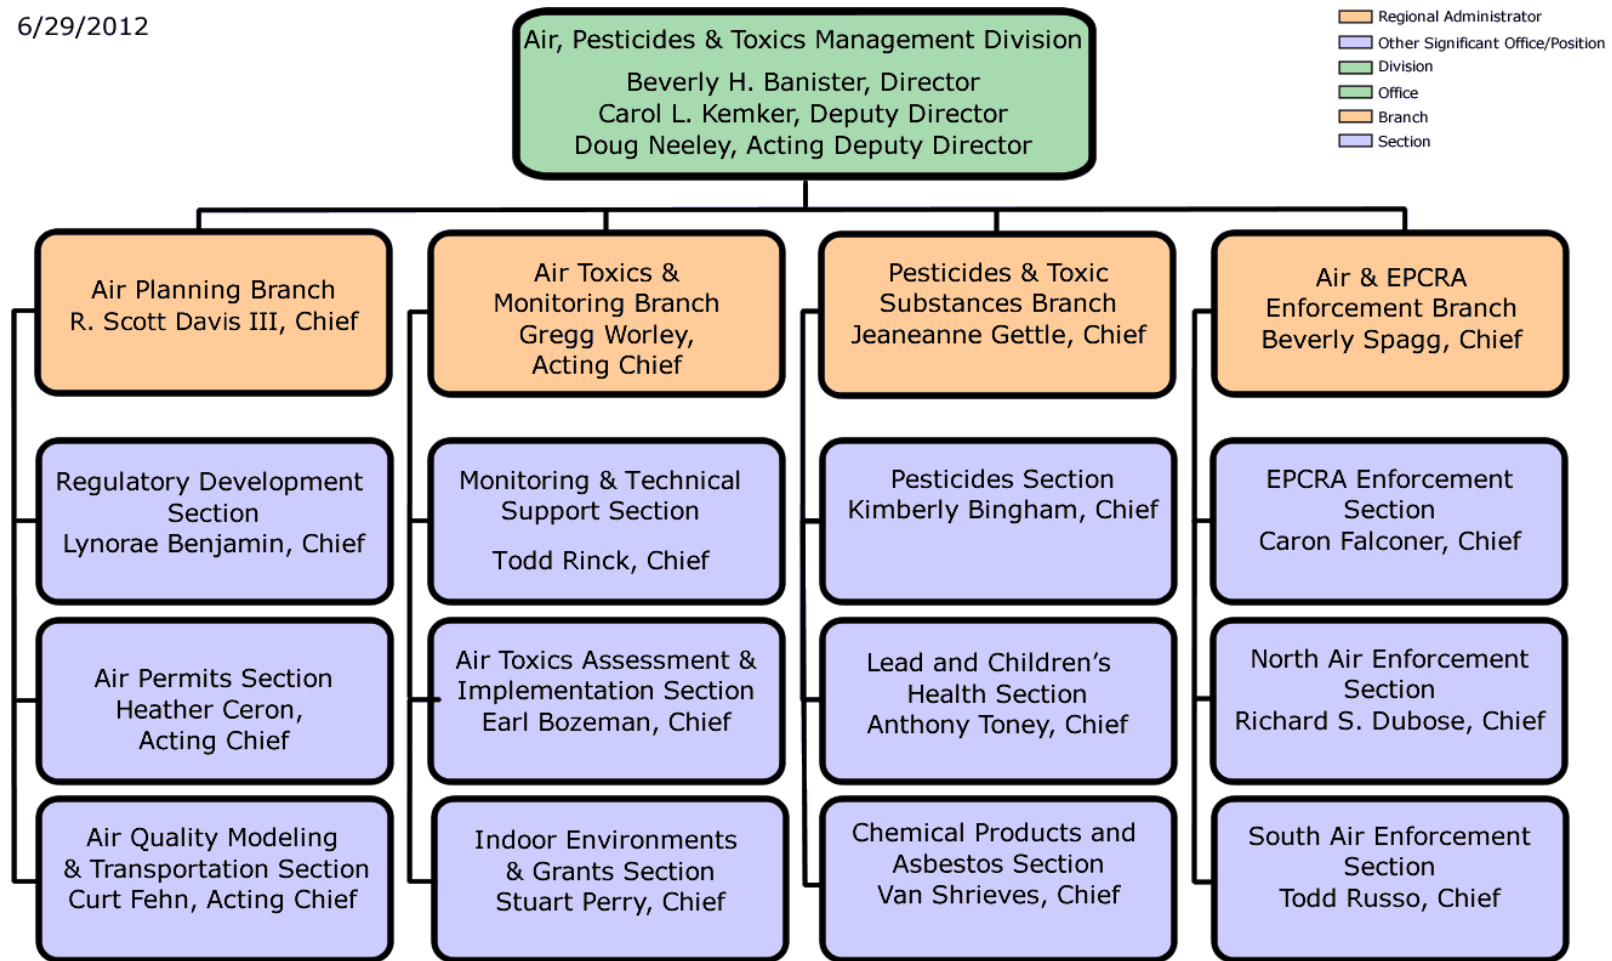 6/29/2012
Air, Pesticides & Toxics Management Division
Beverly H. Banister, Director
Carol L. Kemker, Deputy Director
Doug Neeley, Acting Deputy Director
Regional Administrator
Other Significant Office/Position
Division
Office
Branch
Section
Air Planning Branch
R. Scott Davis III, Chief
Regulatory Development
Section
Lynorae Benjamin, Chief
Air Permits Section
Heather Ceron,
Acting Chief
Air Quality Modeling
& Transportation Section
Curt Fehn, Acting Chief
Air Toxics &
Monitoring Branch
Gregg Worley,
Acting Chief
Monitoring & Technical
Support Section
Todd Rinck, Chief
Air Toxics Assessment &
Implementation Section
Earl Bozeman, Chief
Indoor Environments
& Grants Section
Stuart Perry, Chief
Pesticides & Toxic
Substances Branch
Jeaneanne Gettle, Chief
Pesticides Section
Kimberly Bingham, Chief
Lead and Children’s
Health Section
Anthony Toney, Chief
Chemical Products and
Asbestos Section
Van Shrieves, Chief
Air & EPCRA
Enforcement Branch
Beverly Spagg, Chief
EPCRA Enforcement
Section
Caron Falconer, Chief
North Air Enforcement
Section
Richard S. Dubose, Chief
South Air Enforcement
Section
Todd Russo, Chief